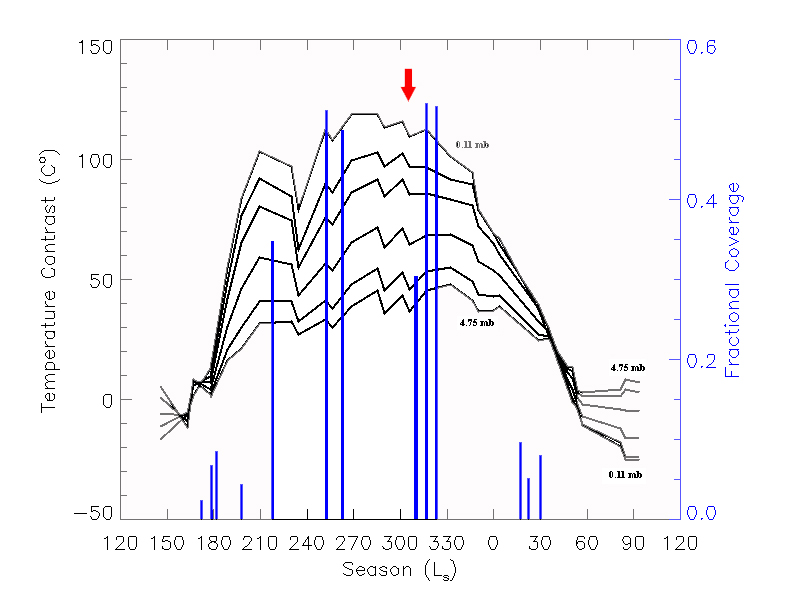 150
100
50
0
−50
Temperature Contrast (C°)
0.6
0.4
0.2
0.0
Fractional Coverage
0.11 mb
4.75 mb
4.75 mb
0.11 mb
120 150 180 210 240 270 300 330 0 30 60 90 120
Season (Ls)